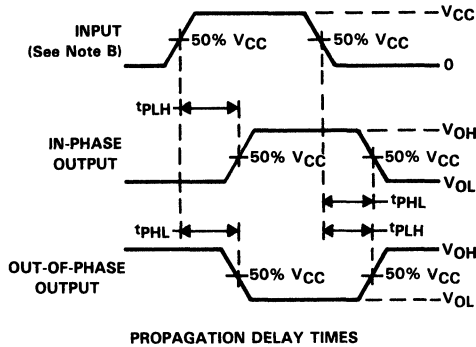 VCC
INPUT
(See Note B)
50% VCC
50% VCC
0
tPLH
IN-PHASE
OUTPUT
VOH
50% VCC
50% VCC
VOL
tPHL
tPHL
tPLH
VOH
OUT-OF-PHASE
OUTPUT
50% VCC
50% VCC
VOL
PROPAGATION DELAY TIMES